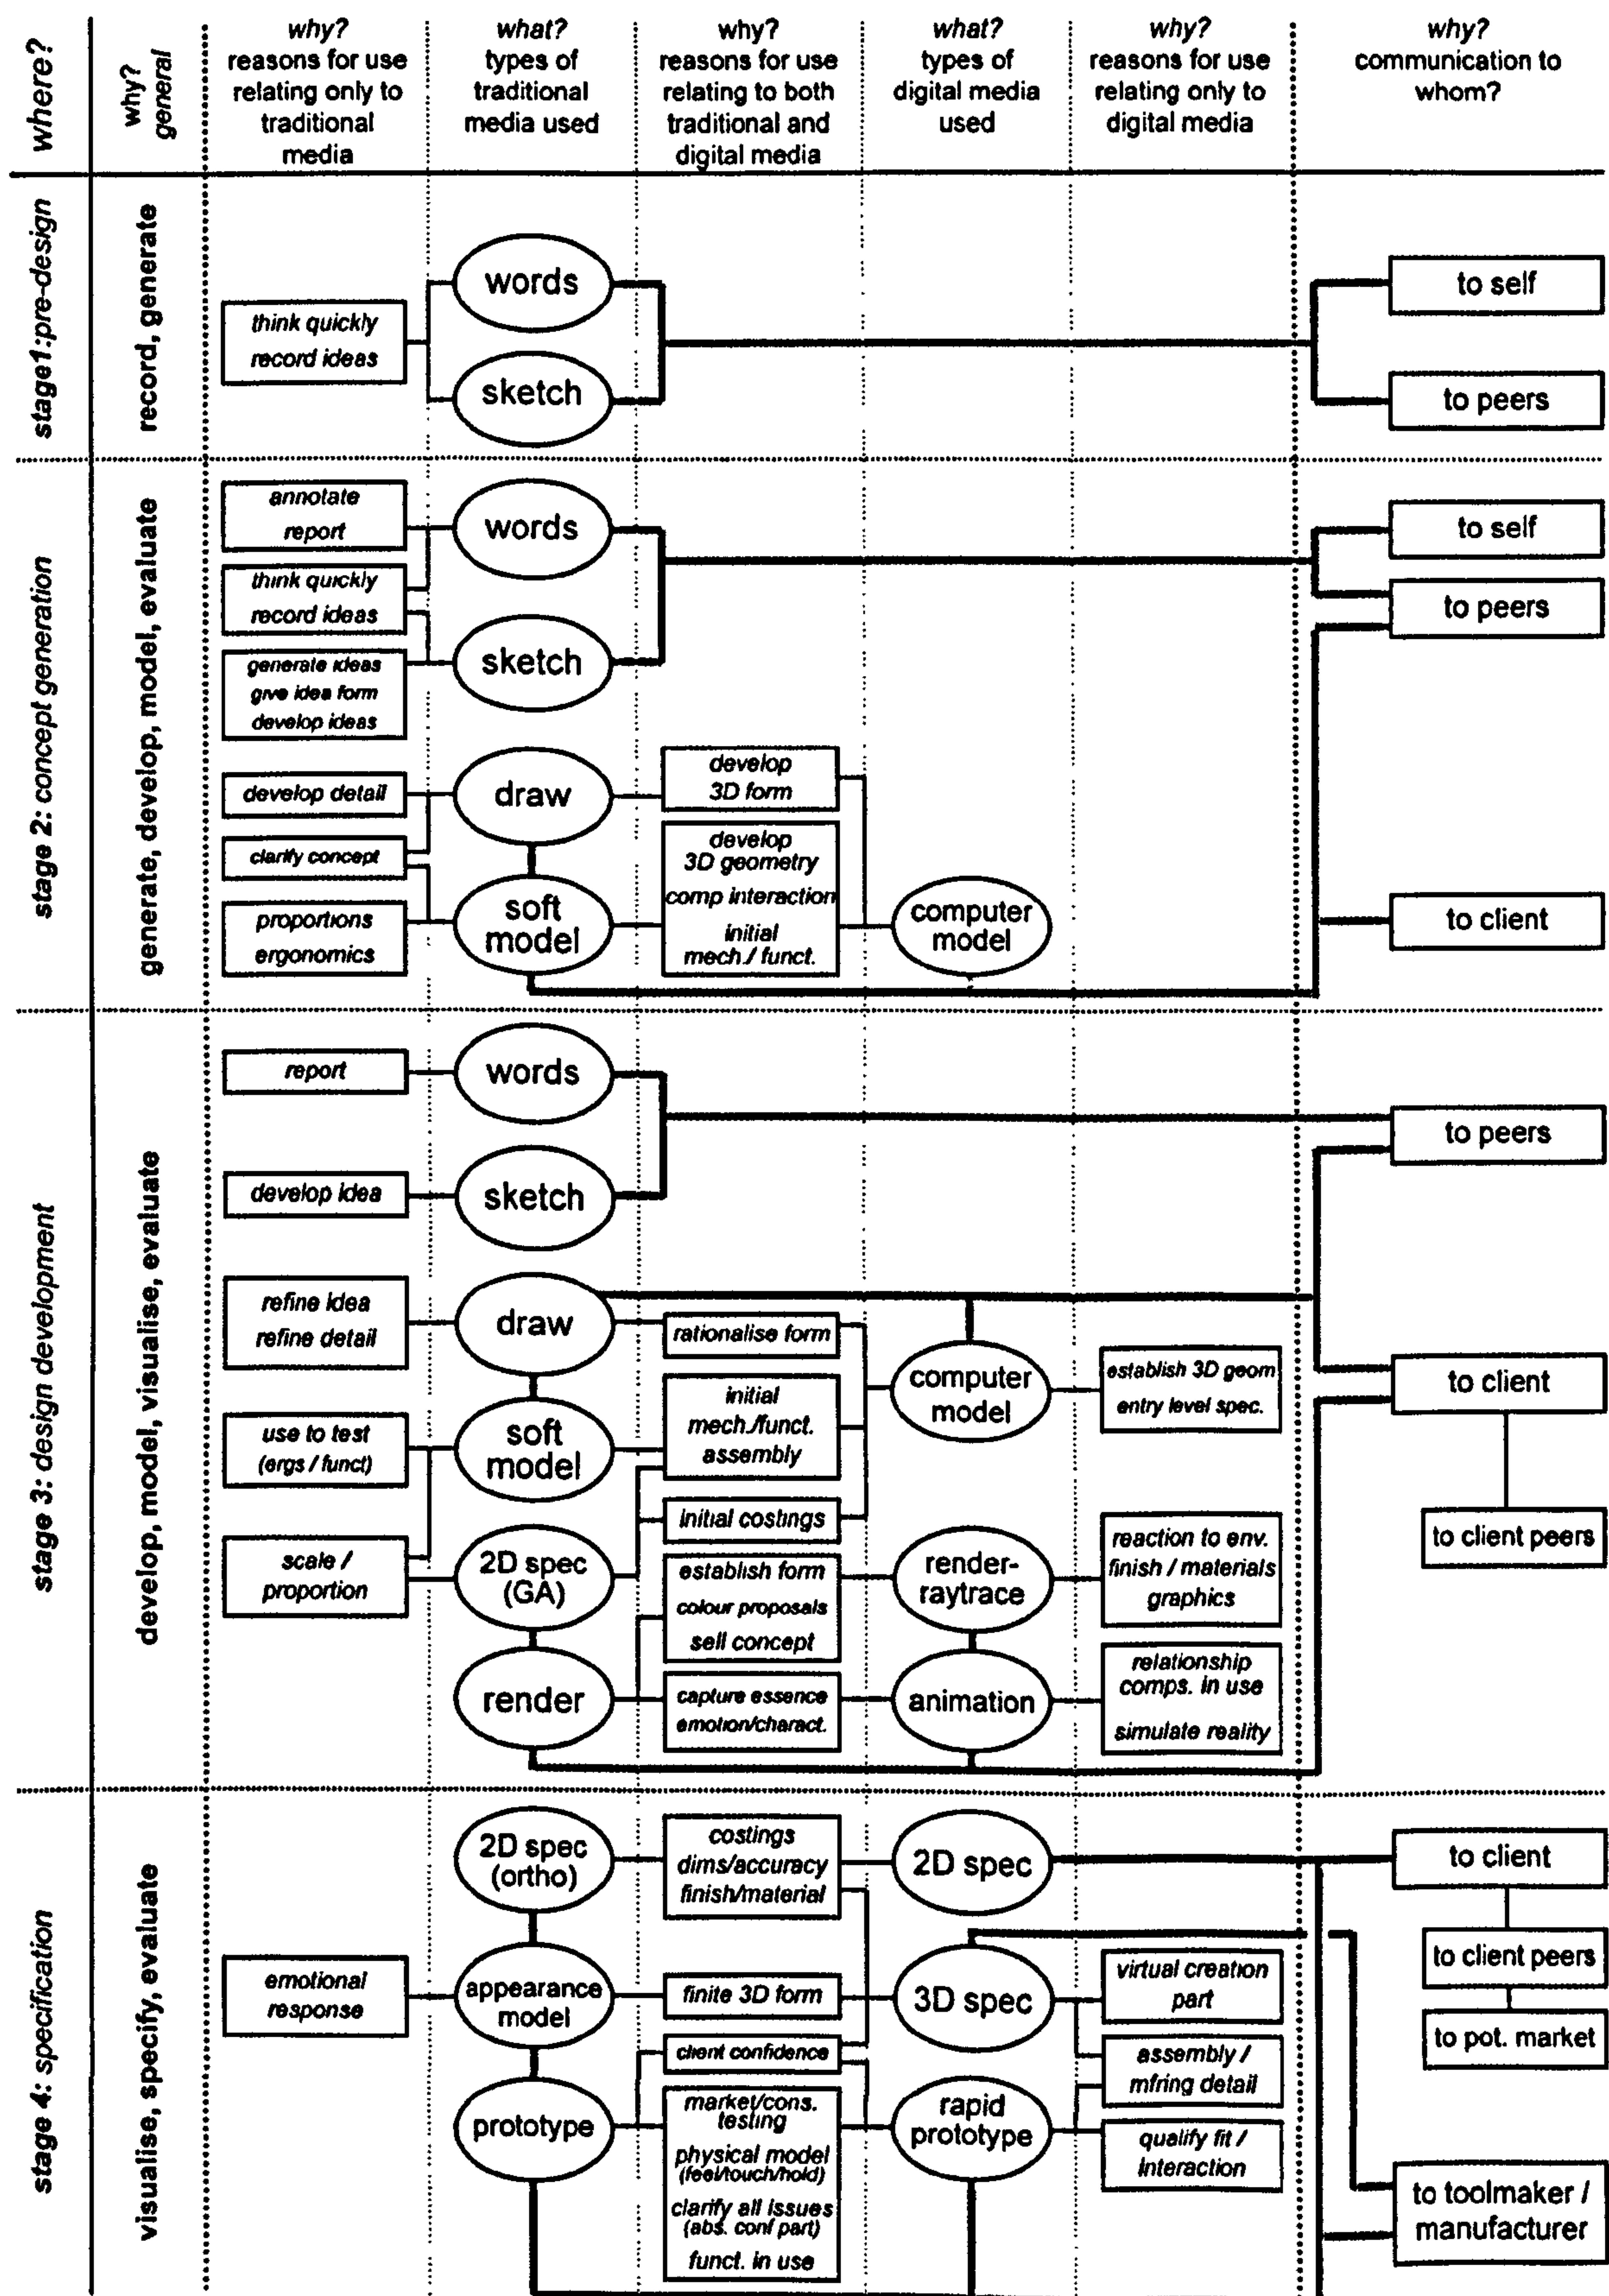 where?
why?
general
why?
reasons for use
relating only to
traditional
media
what?
types of
traditional
media used
why?
reasons for use
relating to both
traditional and
digital media
what?
types of
digital media
used
why?
reasons for use
relating only to
digital media
why?
communication to
whom?
stage1:pre-design
record, generate
think quickly
record ideas
words
sketch
to self
to peers
stage 2: concept generation
generate, develop, model, evaluate
annotate
report
think quickly
record ideas
generate ideas
give idea form
develop ideas
develop detail
clarify concept
proportions
ergonomics
words
sketch
draw
soft
model
develop
3D form
develop
3D geometry
comp interaction
initial
mech./ funct.
computer
model
to self
to peers
to client
stage 3: design development
develop, model, visualise, evaluate
report
develop idea
refine idea
refine detail
use to test
(ergs / funct)
scale /
proportion
words
sketch
draw
soft
model
2D spec
(GA)
render
rationalise form
initial
mech./funct.
assembly
initial costings
establish form
colour proposals
sell concept
capture essence
emotion/charact.
computer
model
render-
raytrace
animation
establish 3D geom
entry level spec.
reaction to env.
finish / materials
graphics
relationship
comps. in use
simulate reality
to peers
to client
to client peers
stage 4: specification
visualise, specify, evaluate
emotional
response
2D spec
(ortho)
appearance
model
prototype
costings
dims/accuracy
finish/material
finite 3D form
client confidence
market/cons.
testing
physical model
(feel/touch/hold)
clarify all issues
(abs. conf part)
funct. in use
2D spec
3D spec
rapid
prototype
virtual creation
part
assembly /
mfring detail
qualify fit /
interaction
to client
to client peers
to pot. market
to toolmaker /
manufacturer